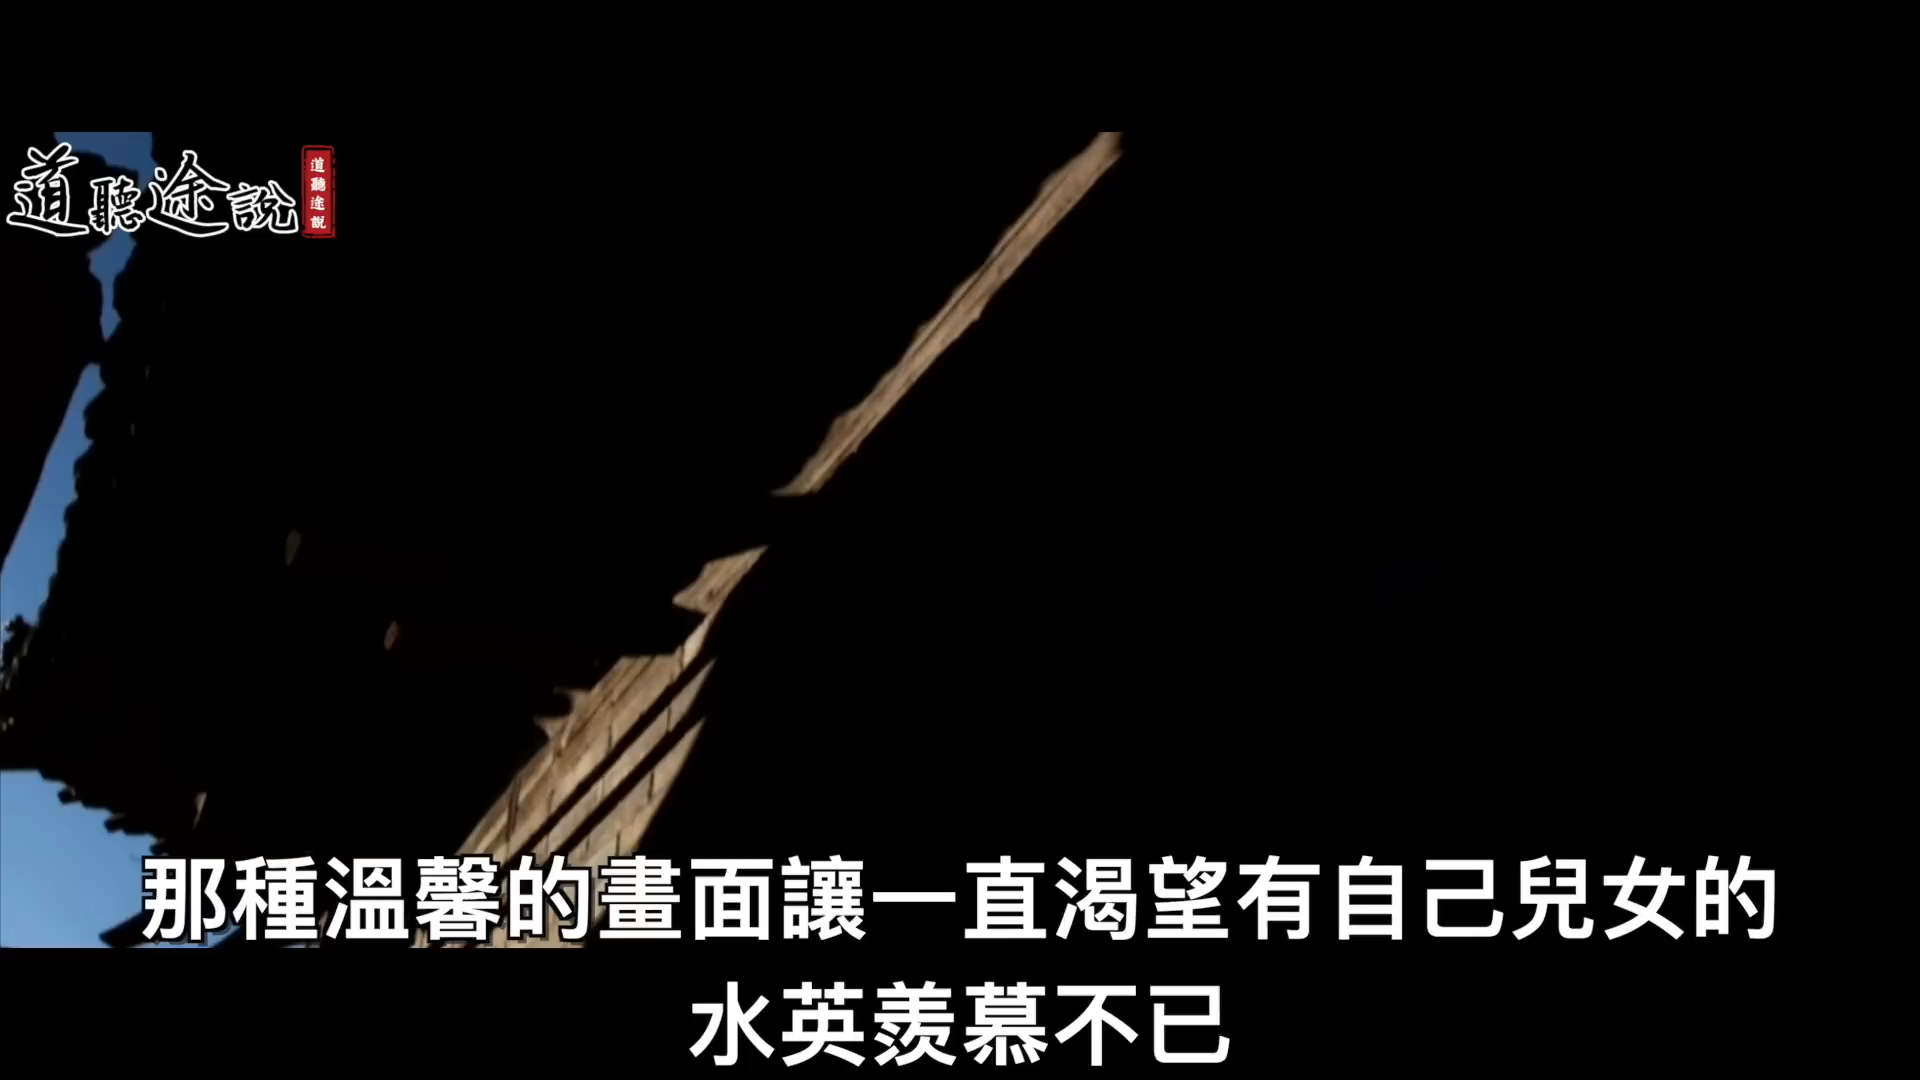 道聽途說
道聽途說
那種溫馨的畫面讓一直渴望有自己兒女的
水英羨慕不已